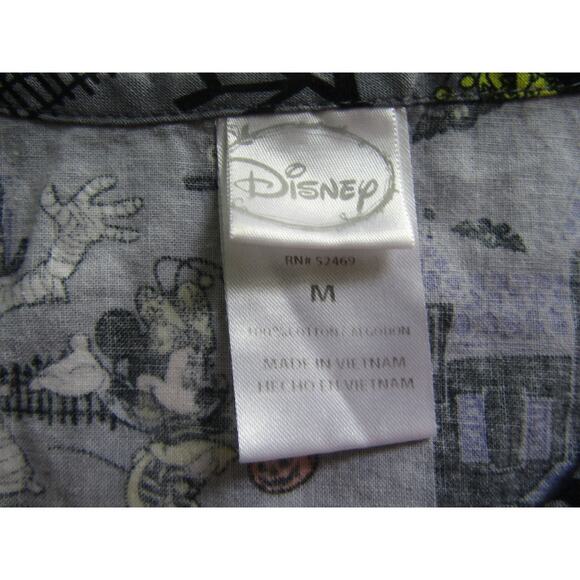 Disney
RN# 52469
M
100% COTTON / ALGODON
MADE IN VIETNAM
HECHO EN VIETNAM